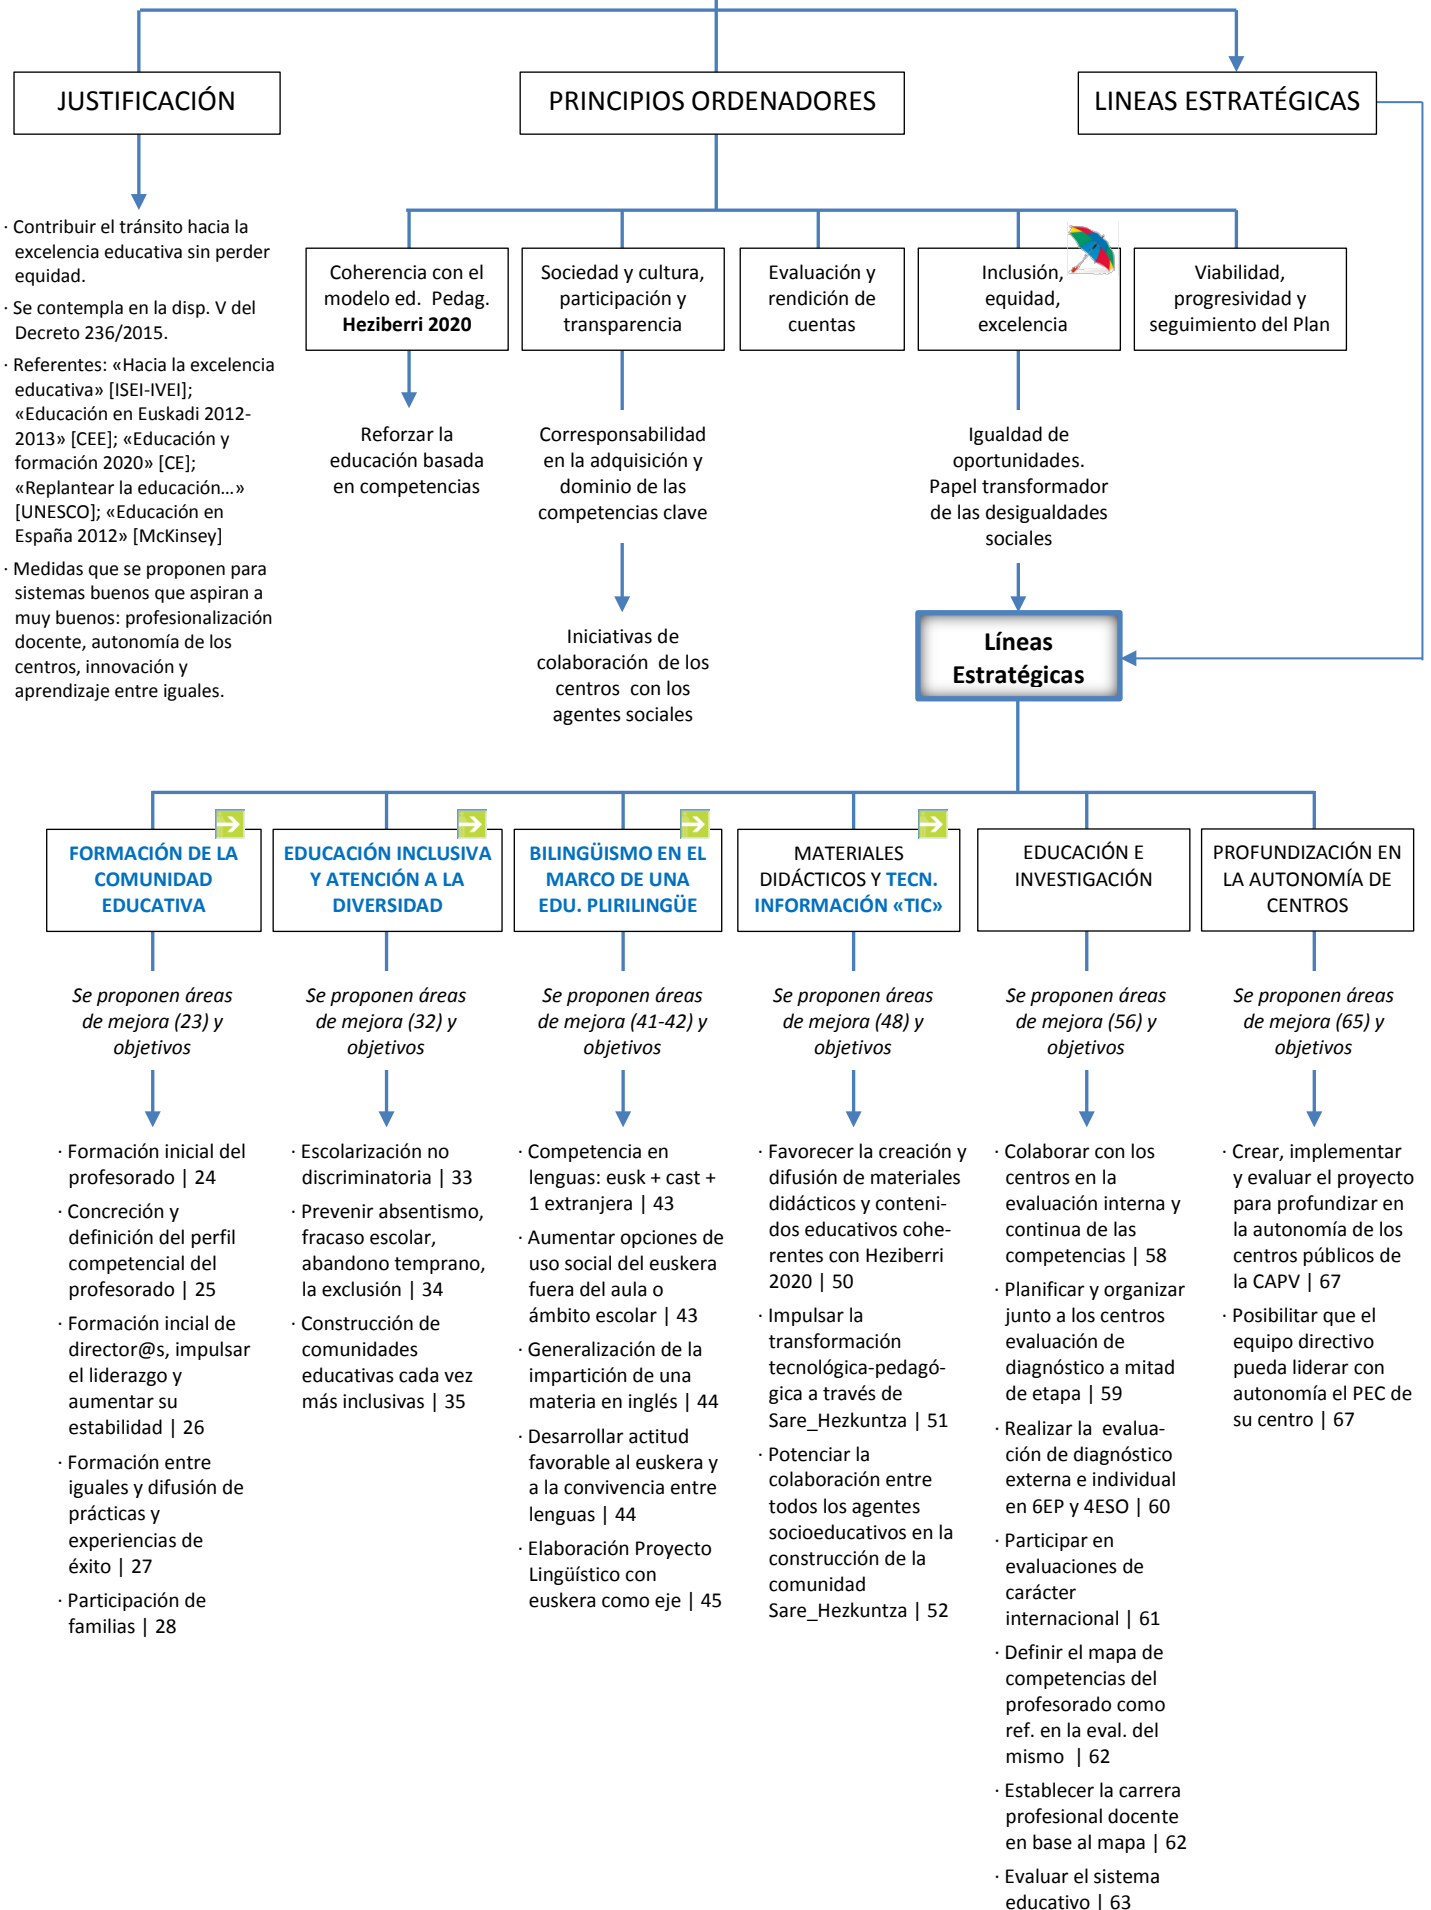 JUSTIFICACIÓN
PRINCIPIOS ORDENADORES
LINEAS ESTRATÉGICAS
· Contribuir el tránsito hacia la
excelencia educativa sin perder
equidad.
· Se contempla en la disp. V del
Decreto 236/2015.
· Referentes: «Hacia la excelencia
educativa» [ISEI-IVEI];
«Educación en Euskadi 2012-
2013» [CEE]; «Educación y
formación 2020» [CE];
«Replantear la educación…»
[UNESCO]; «Educación en
España 2012» [McKinsey]
· Medidas que se proponen para
sistemas buenos que aspiran a
muy buenos: profesionalización
docente, autonomía de los
centros, innovación y
aprendizaje entre iguales.
Coherencia con el
modelo ed. Pedag.
Heziberri 2020
Sociedad y cultura,
participación y
transparencia
Evaluación y
rendición de
cuentas
Inclusión,
equidad,
excelencia
Viabilidad,
progresividad y
seguimiento del Plan
Reforzar la
educación basada
en competencias
Corresponsabilidad
en la adquisición y
dominio de las
competencias clave
Iniciativas de
colaboración de los
centros con los
agentes sociales
Igualdad de
oportunidades.
Papel transformador
de las desigualdades
sociales
Líneas
Estratégicas
FORMACIÓN DE LA
COMUNIDAD
EDUCATIVA
EDUCACIÓN INCLUSIVA
Y ATENCIÓN A LA
DIVERSIDAD
BILINGÜISMO EN EL
MARCO DE UNA
EDU. PLIRILINGÜE
MATERIALES
DIDÁCTICOS Y TECN.
INFORMACIÓN «TIC»
EDUCACIÓN E
INVESTIGACIÓN
PROFUNDIZACIÓN EN
LA AUTONOMÍA DE
CENTROS
Se proponen áreas
de mejora (23) y
objetivos
Se proponen áreas
de mejora (32) y
objetivos
Se proponen áreas
de mejora (41-42) y
objetivos
Se proponen áreas
de mejora (48) y
objetivos
Se proponen áreas
de mejora (56) y
objetivos
Se proponen áreas
de mejora (65) y
objetivos
· Formación inicial del
profesorado | 24
· Concreción y
definición del perfil
competencial del
profesorado | 25
· Formación incial de
director@s, impulsar
el liderazgo y
aumentar su
estabilidad | 26
· Formación entre
iguales y difusión de
prácticas y
experiencias de
éxito | 27
· Participación de
familias | 28
· Escolarización no
discriminatoria | 33
· Prevenir absentismo,
fracaso escolar,
abandono temprano,
la exclusión | 34
· Construcción de
comunidades
educativas cada vez
más inclusivas | 35
· Competencia en
lenguas: eusk + cast +
1 extranjera | 43
· Aumentar opciones de
uso social del euskera
fuera del aula o
ámbito escolar | 43
· Generalización de la
impartición de una
materia en inglés | 44
· Desarrollar actitud
favorable al euskera y
a la convivencia entre
lenguas | 44
· Elaboración Proyecto
Lingüístico con
euskera como eje | 45
· Favorecer la creación y
difusión de materiales
didácticos y conteni-
dos educativos cohe-
rentes con Heziberri
2020 | 50
· Impulsar la
transformación
tecnológica-pedagó-
gica a través de
Sare_Hezkuntza | 51
· Potenciar la
colaboración entre
todos los agentes
socioeducativos en la
construcción de la
comunidad
Sare_Hezkuntza | 52
· Colaborar con los
centros en la
evaluación interna y
continua de las
competencias | 58
· Planificar y organizar
junto a los centros
evaluación de
diagnóstico a mitad
de etapa | 59
· Realizar la evalua-
ción de diagnóstico
externa e individual
en 6EP y 4ESO | 60
· Participar en
evaluaciones de
carácter
internacional | 61
· Definir el mapa de
competencias del
profesorado como
ref. en la eval. del
mismo | 62
· Establecer la carrera
profesional docente
en base al mapa | 62
· Evaluar el sistema
educativo | 63
· Crear, implementar
y evaluar el proyecto
para profundizar en
la autonomía de los
centros públicos de
la CAPV | 67
· Posibilitar que el
equipo directivo
pueda liderar con
autonomía el PEC de
su centro | 67